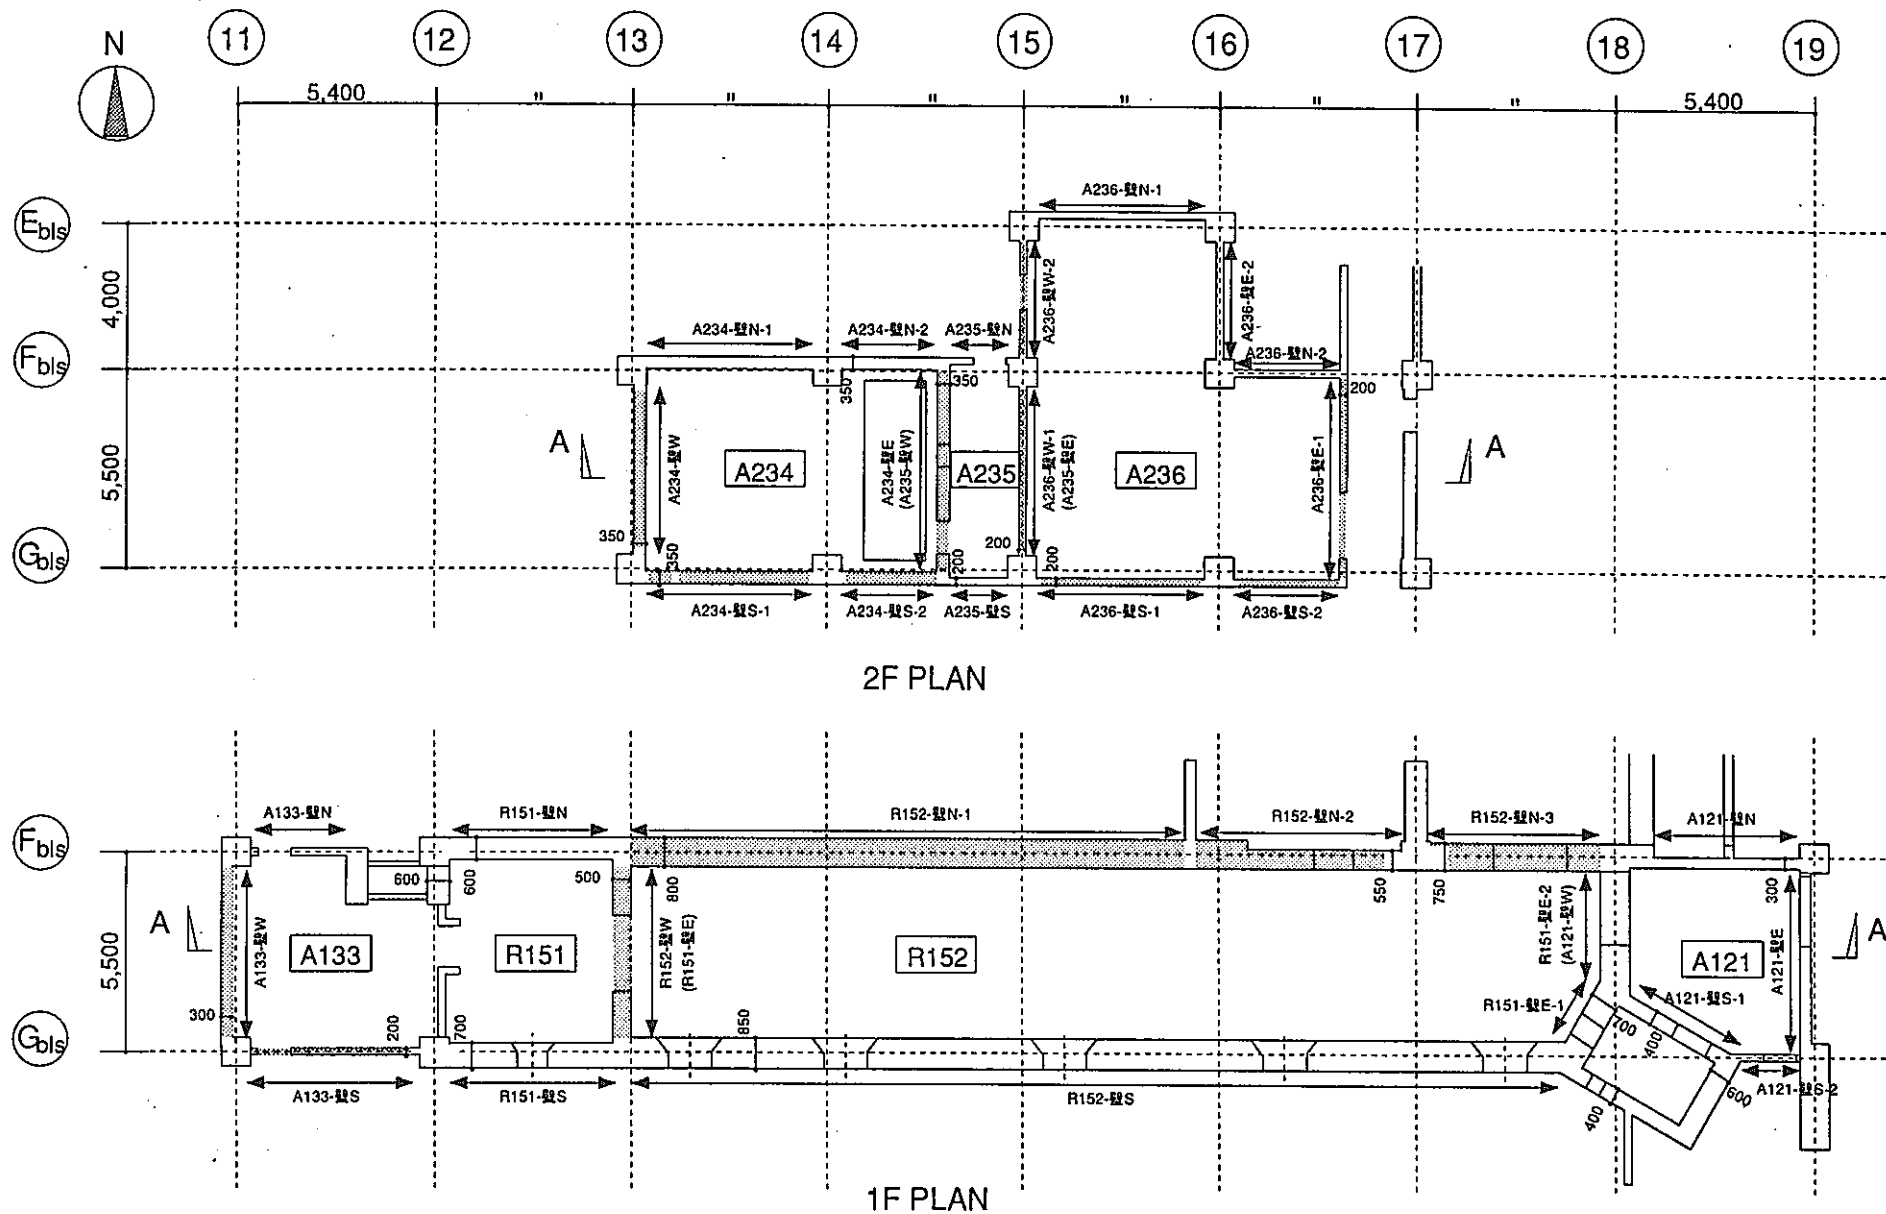 N
11
12
13
14
15
16
17
18
19
5,400
"
"
"
"
"
"
5,400
Ebls
Fbls
Gbls
4,000
5,500
A236-壁N-1
A236-壁W-2
A236-壁E-2
A234-壁N-1
A234-壁N-2
A235-壁N
A236-壁N-2
350
350
200
A
A234-壁W
A234
A234-壁E
(A235-壁W)
A235
A236-壁W-1
(A235-壁E)
A236
A236-壁E-1
A
350
350
200
200
200
A234-壁S-1
A234-壁S-2
A235-壁S
A236-壁S-1
A236-壁S-2
2F PLAN
Fbls
Gbls
5,500
A133-壁N
R151-壁N
R152-壁N-1
R152-壁N-2
R152-壁N-3
A121-壁N
600
600
500
800
550
750
300
A
A133-壁W
A133
R151
R152-壁W
(R151-壁E)
R152
R151-壁E-2
(A121-壁W)
A121
A121-壁E
A
R151-壁E-1
A121-壁S-1
300
200
700
850
700
400
400
600
A133-壁S
R151-壁S
R152-壁S
A121-壁S-2
1F PLAN